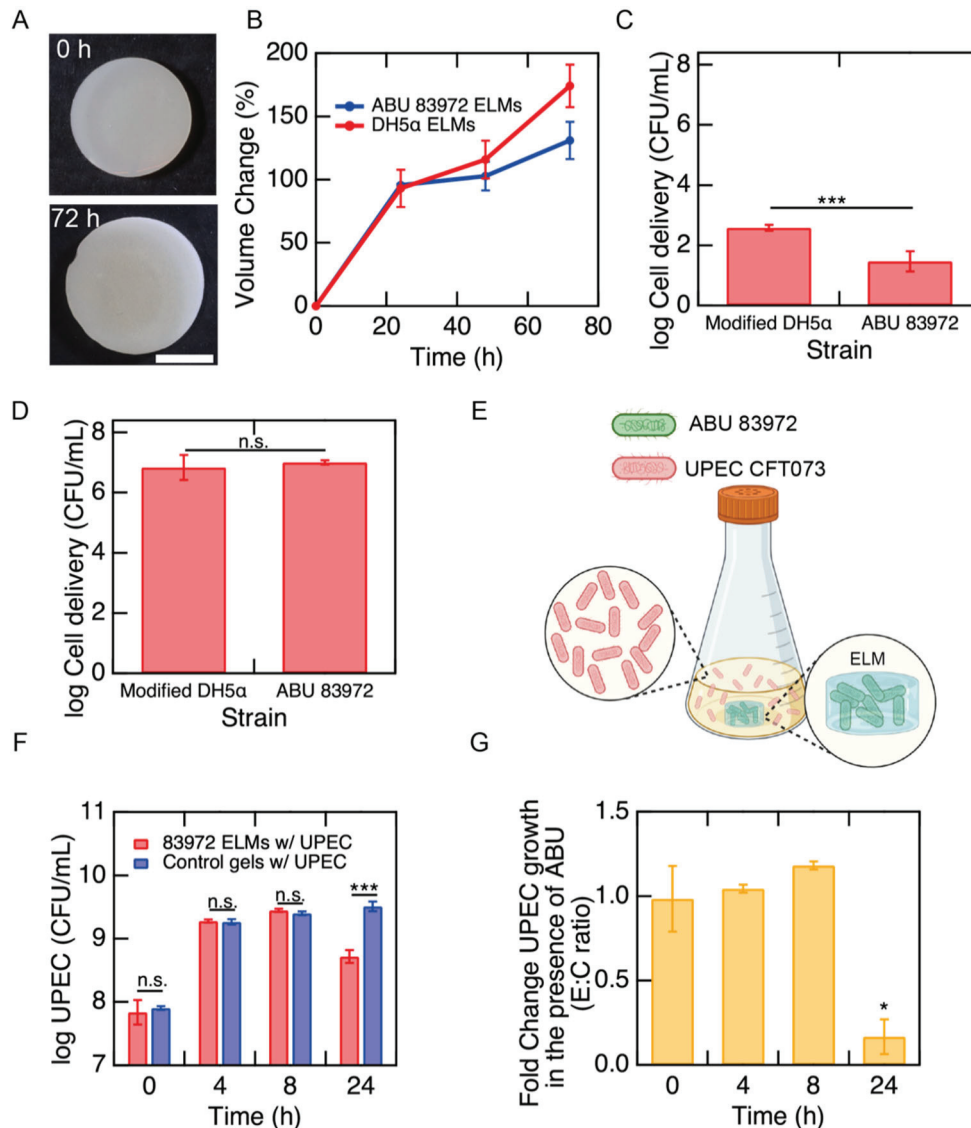 A
0 h
72 h
B
Volume Change (%)
200
150
100
50
0
ABU 83972 ELMs
DH5α ELMs
0
20
40
60
80
Time (h)
C
log Cell delivery (CFU/mL)
8
6
4
2
0
***
Modified DH5α
ABU 83972
Strain
D
log Cell delivery (CFU/mL)
8
6
4
2
0
n.s.
Modified DH5α
ABU 83972
Strain
E
ABU 83972
UPEC CFT073
ELM
F
log UPEC (CFU/mL)
11
10
9
8
7
83972 ELMs w/ UPEC
Control gels w/ UPEC
n.s.
n.s.
n.s.
***
0
4
8
24
Time (h)
G
Fold Change UPEC growth
in the presence of ABU
(E:C ratio)
1.5
1.0
0.5
0.0
*
0
4
8
24
Time (h)